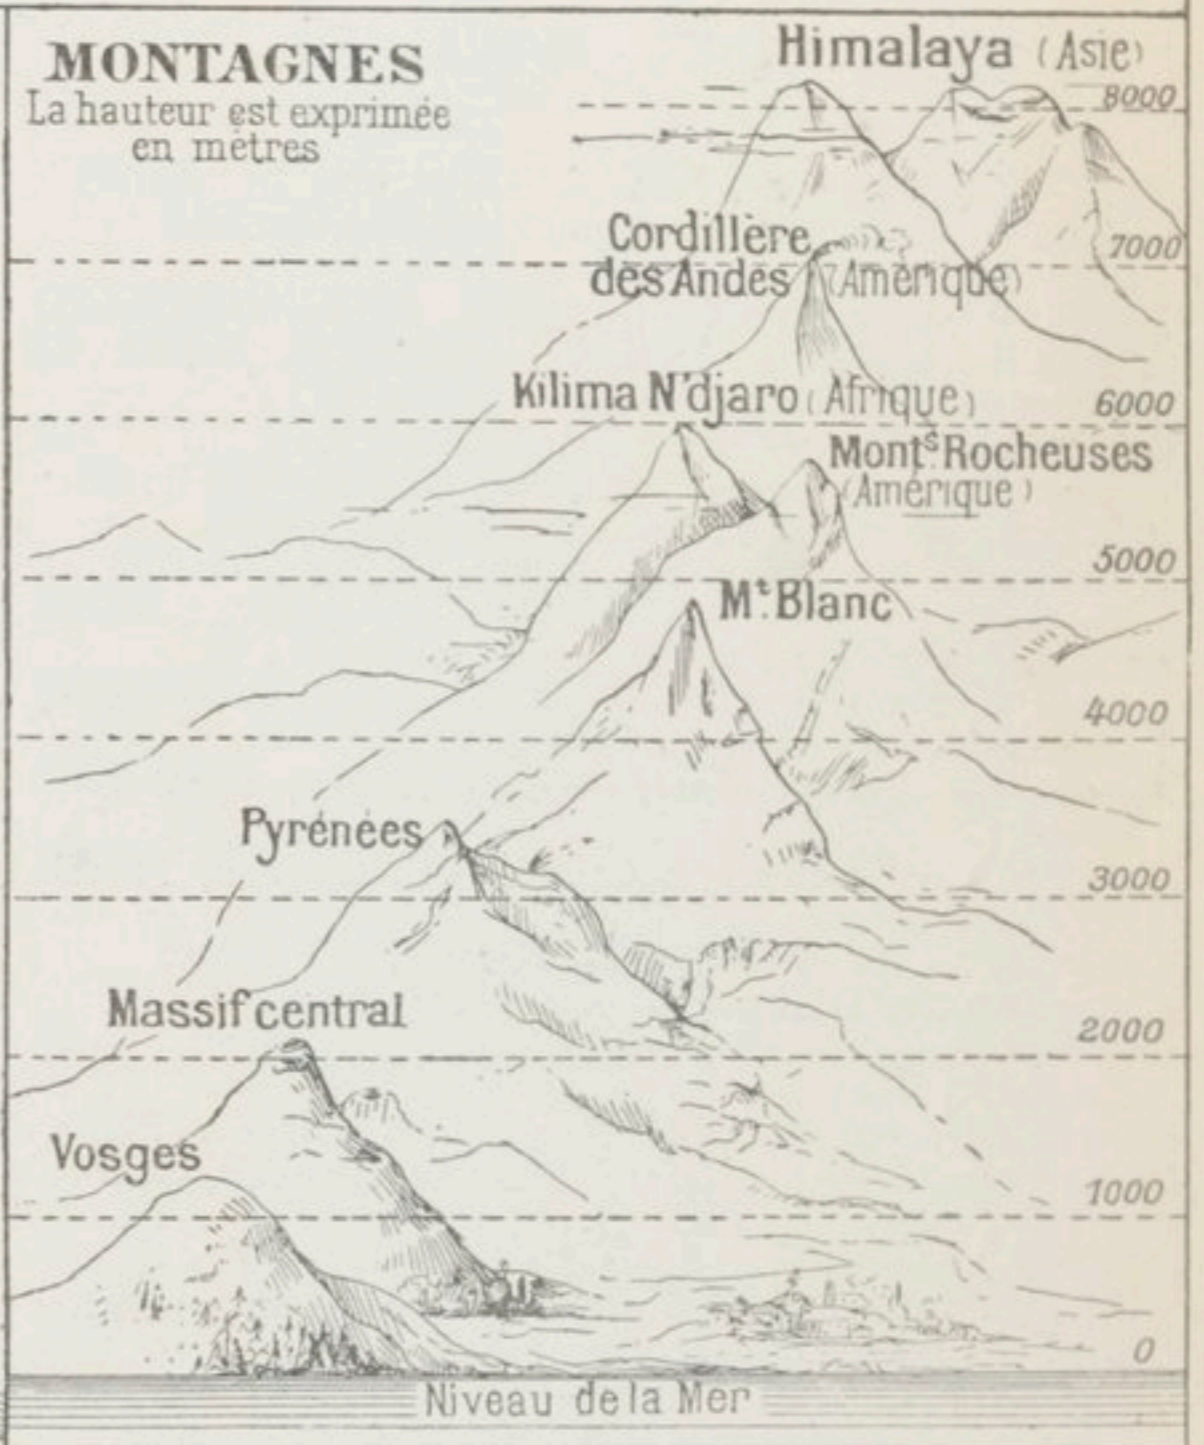 MONTAGNES
La hauteur est exprimée
en mètres
Himalaya (Asie)
8000
Cordillère
des Andes (Amérique)
7000
Kilima N'djaro (Afrique)
6000
Monts Rocheuses
(Amérique)
5000
Mt Blanc
4000
Pyrénées
3000
Massif central
2000
Vosges
1000
0
Niveau de la Mer